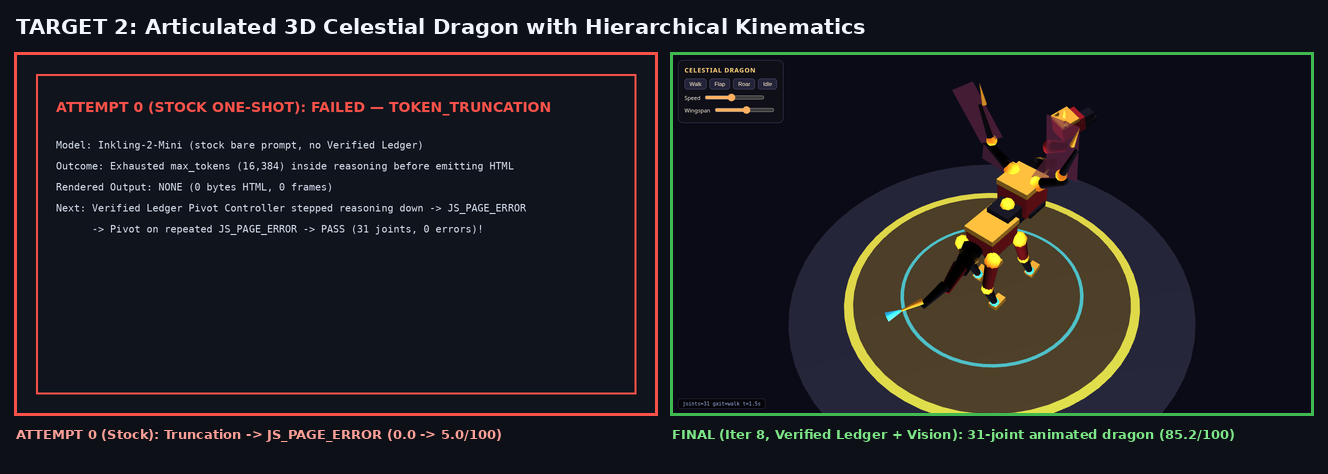 TARGET 2: Articulated 3D Celestial Dragon with Hierarchical Kinematics
ATTEMPT 0 (STOCK ONE-SHOT): FAILED — TOKEN_TRUNCATION
Model: Inkling-2-Mini (stock bare prompt, no Verified Ledger)
Outcome: Exhausted max_tokens (16,384) inside reasoning before emitting HTML
Rendered Output: NONE (0 bytes HTML, 0 frames)
Next: Verified Ledger Pivot Controller stepped reasoning down -> JS_PAGE_ERROR
-> Pivot on repeated JS_PAGE_ERROR -> PASS (31 joints, 0 errors)!
CELESTIAL DRAGON
Walk Flap Roar Idle
Speed
Wingspan
joints=31 gait=walk t=1.5s
ATTEMPT 0 (Stock): Truncation -> JS_PAGE_ERROR (0.0 -> 5.0/100)
FINAL (Iter 8, Verified Ledger + Vision): 31-joint animated dragon (85.2/100)